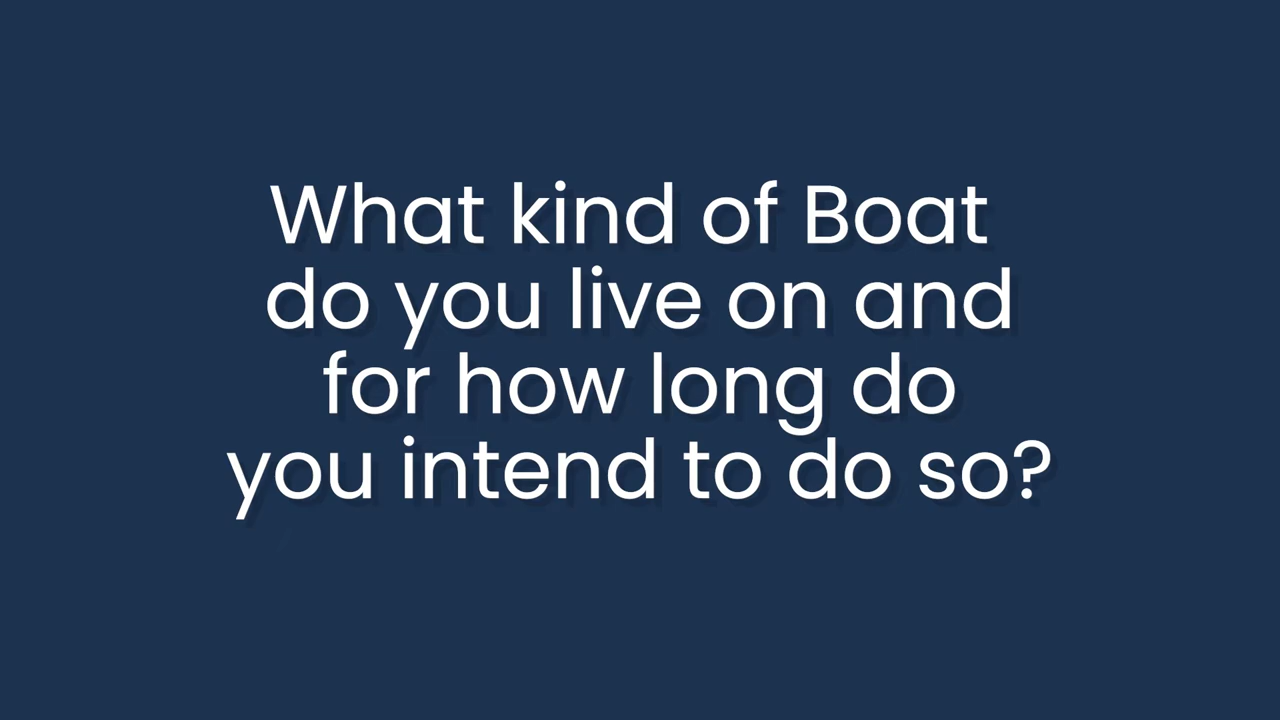 What kind of Boat
do you live on and
for how long do
you intend to do so?